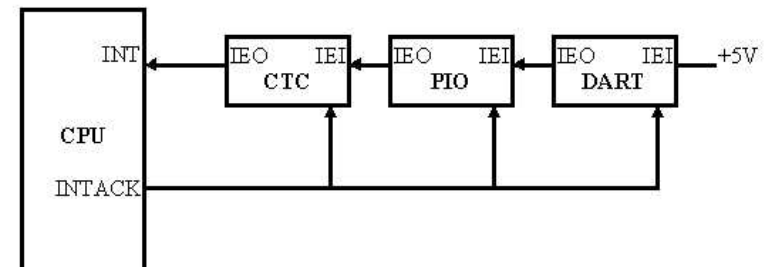 INT
IEO IEI
CTC
IEO IEI
PIO
IEO IEI
DART
+5V
CPU
INTACK